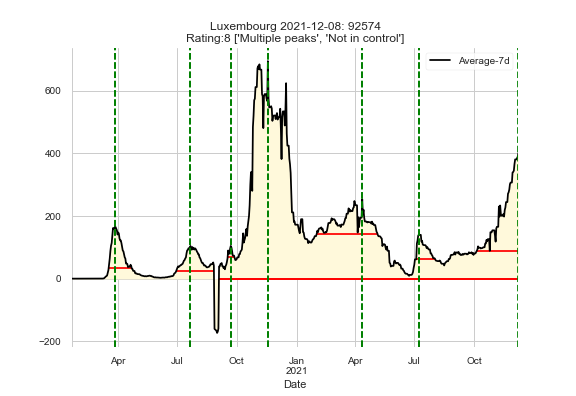 Luxembourg 2021-12-08: 92574
Rating:8 ['Multiple peaks', 'Not in control']
Average-7d
600
400
200
0
−200
Apr Jul Oct Jan Apr Jul Oct
2021
Date